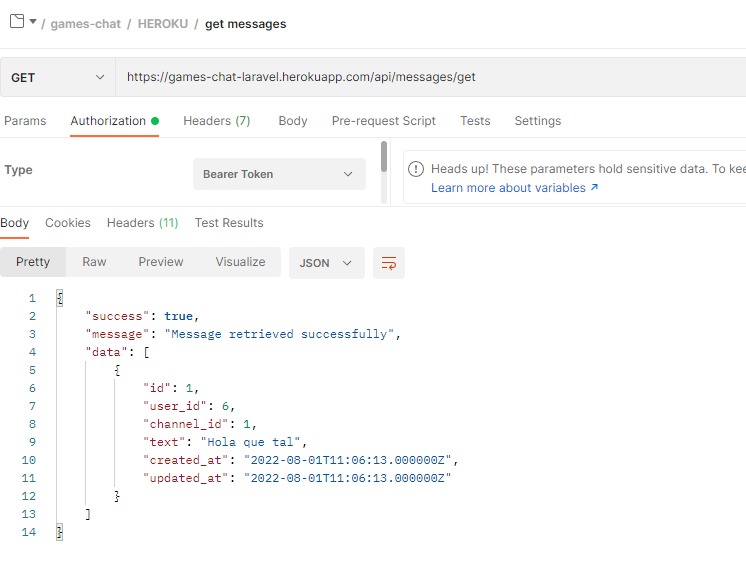 / games-chat / HEROKU / get messages
GET https://games-chat-laravel.herokuapp.com/api/messages/get
Params Authorization Headers (7) Body Pre-request Script Tests Settings
Type Bearer Token
Heads up! These parameters hold sensitive data. To kee
Learn more about variables ↗
Body Cookies Headers (11) Test Results
Pretty Raw Preview Visualize JSON
1 {
2 "success": true,
3 "message": "Message retrieved successfully",
4 "data": [
5 {
6 "id": 1,
7 "user_id": 6,
8 "channel_id": 1,
9 "text": "Hola que tal",
10 "created_at": "2022-08-01T11:06:13.000000Z",
11 "updated_at": "2022-08-01T11:06:13.000000Z"
12 }
13 ]
14 }